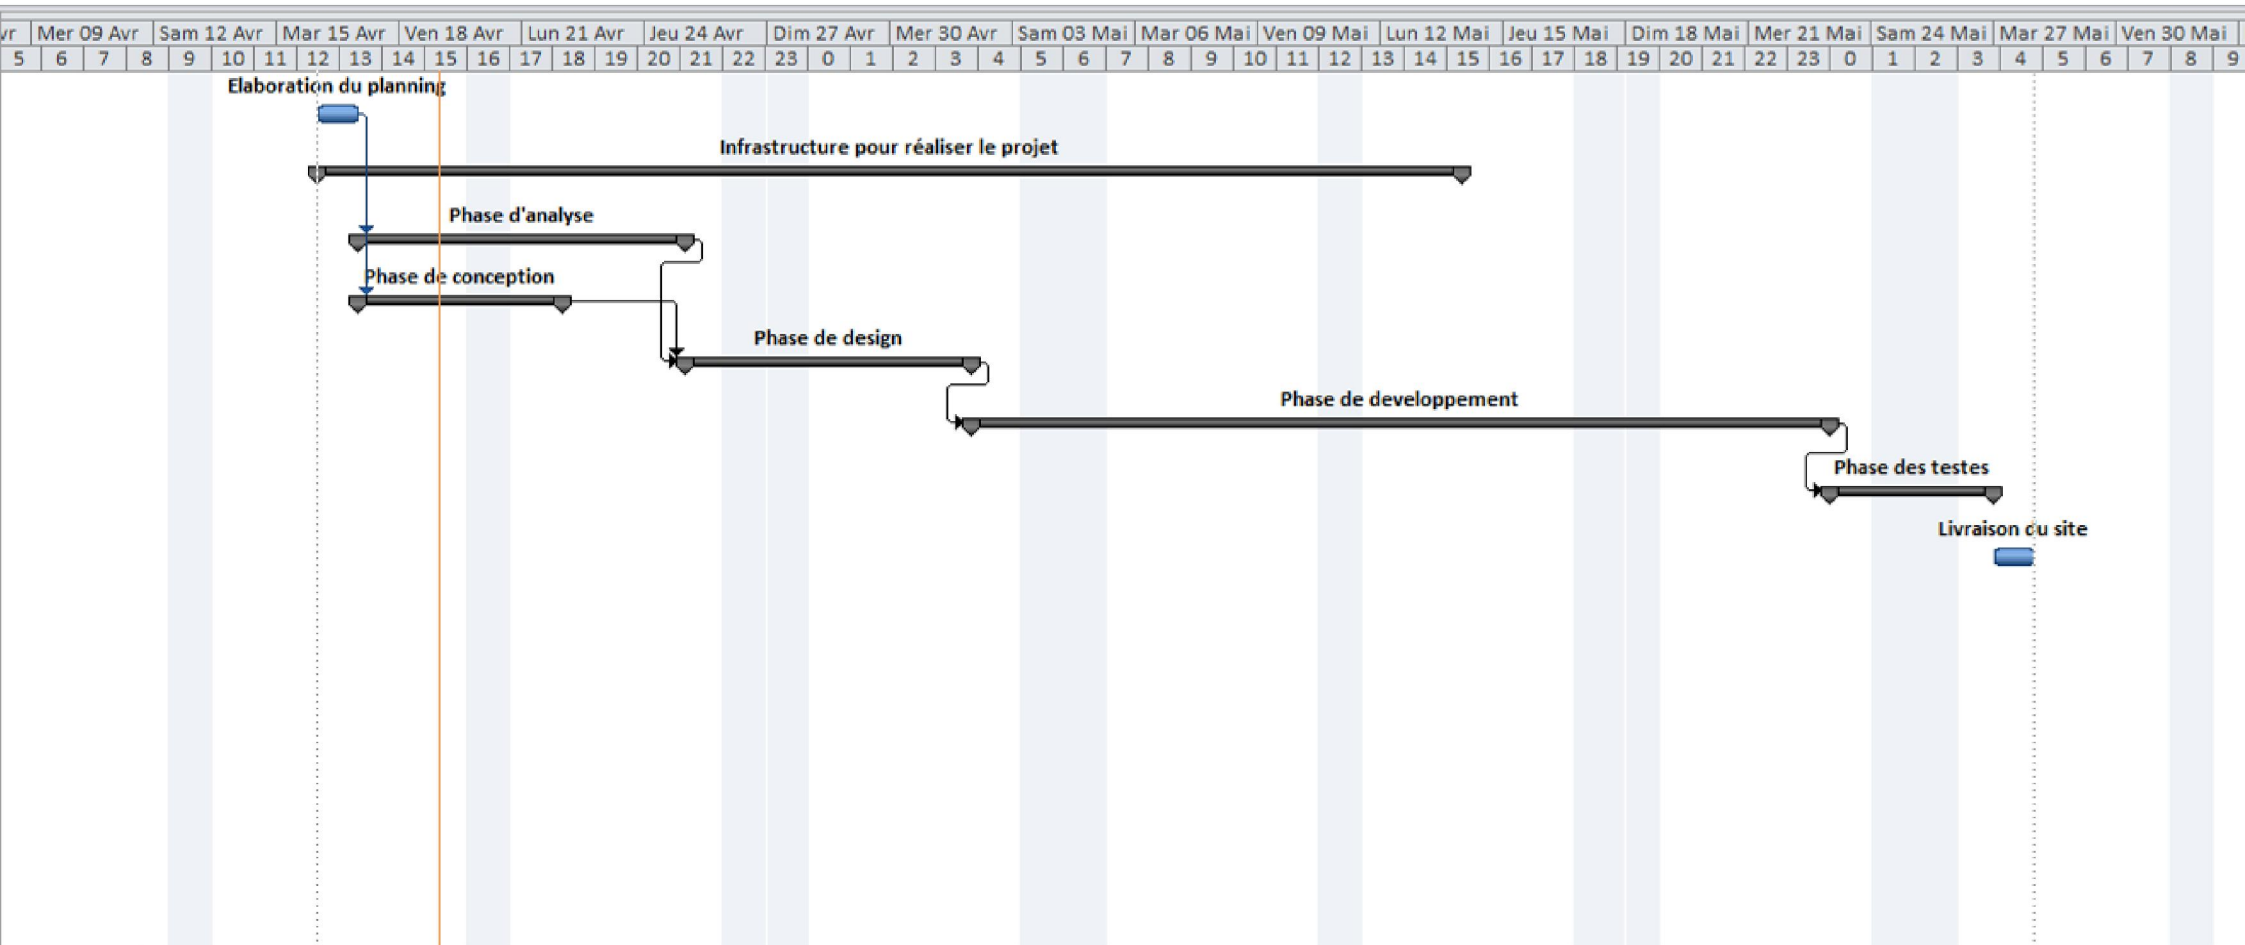 vr Mer 09 Avr Sam 12 Avr Mar 15 Avr Ven 18 Avr Lun 21 Avr Jeu 24 Avr Dim 27 Avr Mer 30 Avr Sam 03 Mai Mar 06 Mai Ven 09 Mai Lun 12 Mai Jeu 15 Mai Dim 18 Mai Mer 21 Mai Sam 24 Mai Mar 27 Mai Ven 30 Mai
5 6 7 8 9 10 11 12 13 14 15 16 17 18 19 20 21 22 23 0 1 2 3 4 5 6 7 8 9 10 11 12 13 14 15 16 17 18 19 20 21 22 23 0 1 2 3 4 5 6 7 8 9
Elaboration du planning
Infrastructure pour réaliser le projet
Phase d'analyse
Phase de conception
Phase de design
Phase de developpement
Phase des testes
Livraison du site